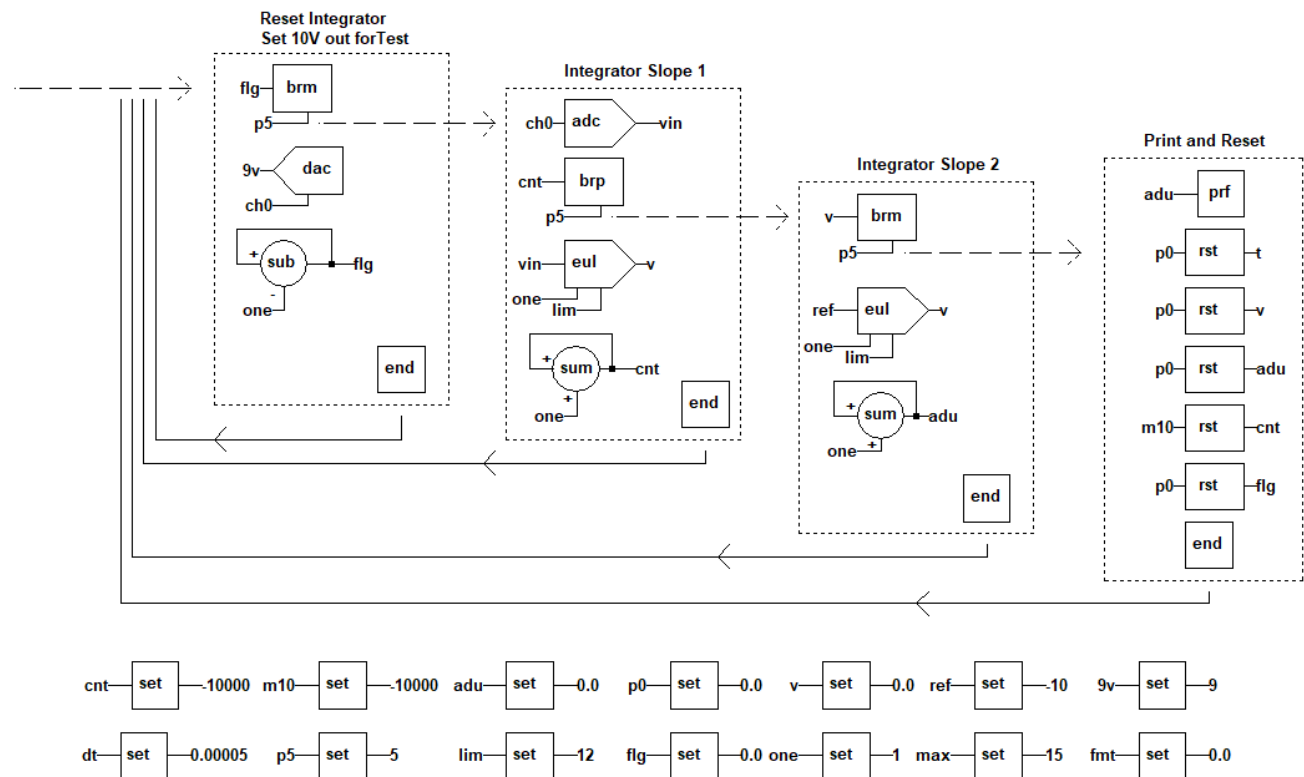 Reset Integrator
Set 10V out forTest
flg brm
p5
9v dac
ch0
+ sub flg
-
one
end
Integrator Slope 1
ch0 adc vin
cnt brp
p5
vin eul v
one
lim
+ sum cnt
+
one
end
Integrator Slope 2
v brm
p5
ref eul v
one
lim
+ sum adu
one +
end
Print and Reset
adu prf
p0 rst t
p0 rst v
p0 rst adu
m10 rst cnt
p0 rst flg
end
cnt set -10000 m10 set -10000 adu set 0.0 p0 set 0.0 v set 0.0 ref set -10 9v set 9
dt set 0.00005 p5 set 5 lim set 12 flg set 0.0 one set 1 max set 15 fmt set 0.0